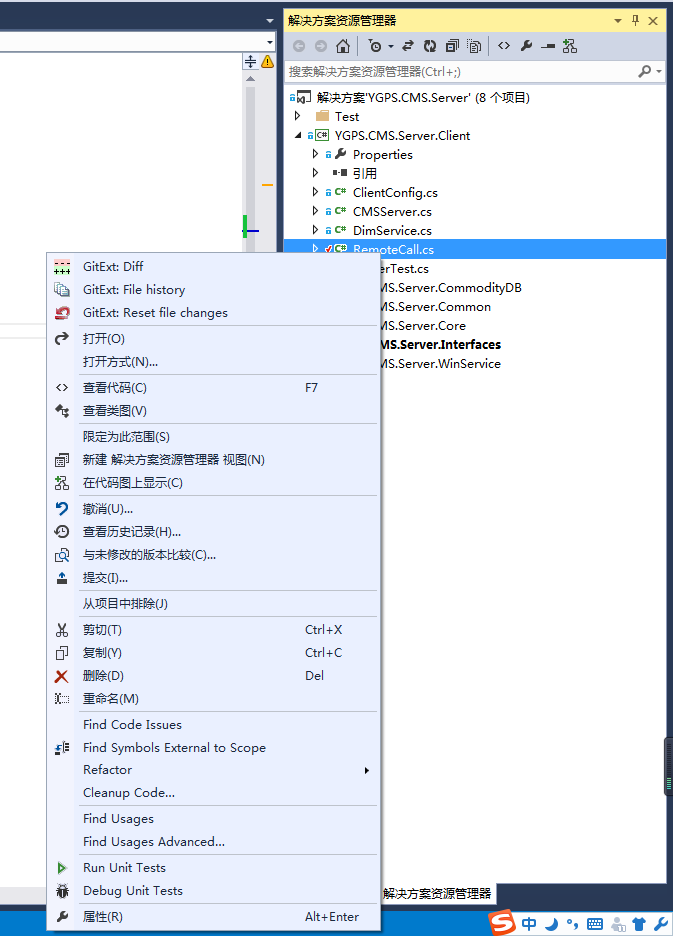 解决方案资源管理器
搜索解决方案资源管理器(Ctrl+;)
解决方案'YGPS.CMS.Server' (8 个项目)
Test
C# YGPS.CMS.Server.Client
Properties
引用
C# ClientConfig.cs
C# CMSServer.cs
C# DimService.cs
C# RemoteCall.cs
erTest.cs
MS.Server.CommodityDB
MS.Server.Common
MS.Server.Core
MS.Server.Interfaces
MS.Server.WinService
GitExt: Diff
GitExt: File history
GitExt: Reset file changes
打开(O)
打开方式(N)...
查看代码(C) F7
查看类图(V)
限定为此范围(S)
新建 解决方案资源管理器 视图(N)
在代码图上显示(C)
撤消(U)...
查看历史记录(H)...
与未修改的版本比较(C)...
提交(I)...
从项目中排除(J)
剪切(T) Ctrl+X
复制(Y) Ctrl+C
删除(D) Del
重命名(M)
Find Code Issues
Find Symbols External to Scope
Refactor
Cleanup Code...
Find Usages
Find Usages Advanced...
Run Unit Tests
Debug Unit Tests
属性(R) Alt+Enter
解决方案资源管理器
S 中